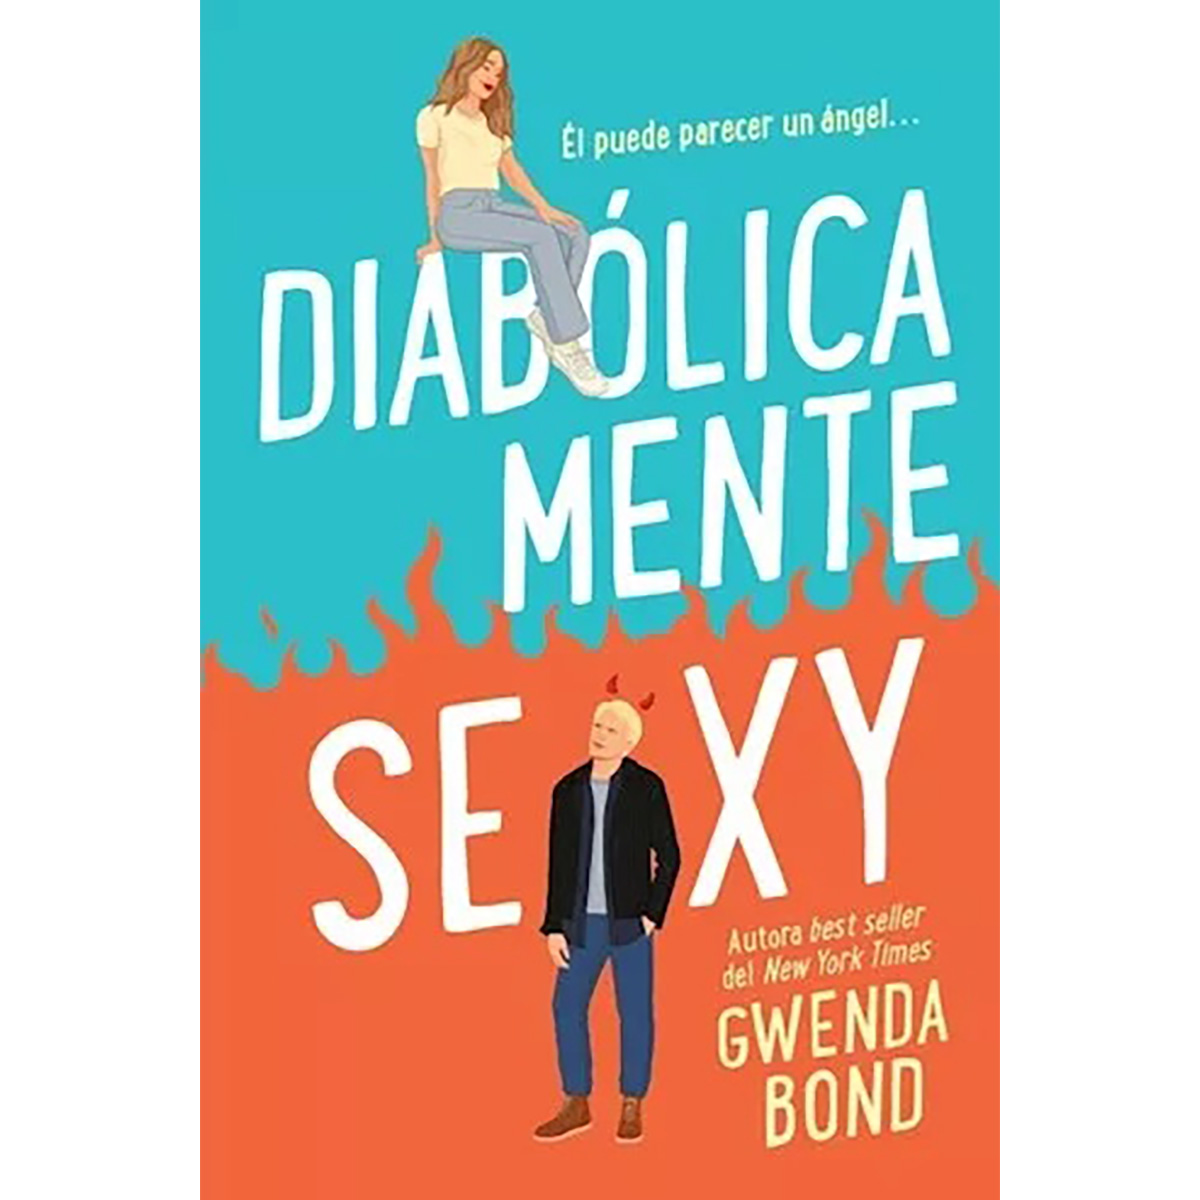 Él puede parecer un ángel...
DIABÓLICA
MENTE
SEXY
Autora best seller
del New York Times
GWENDA
BOND